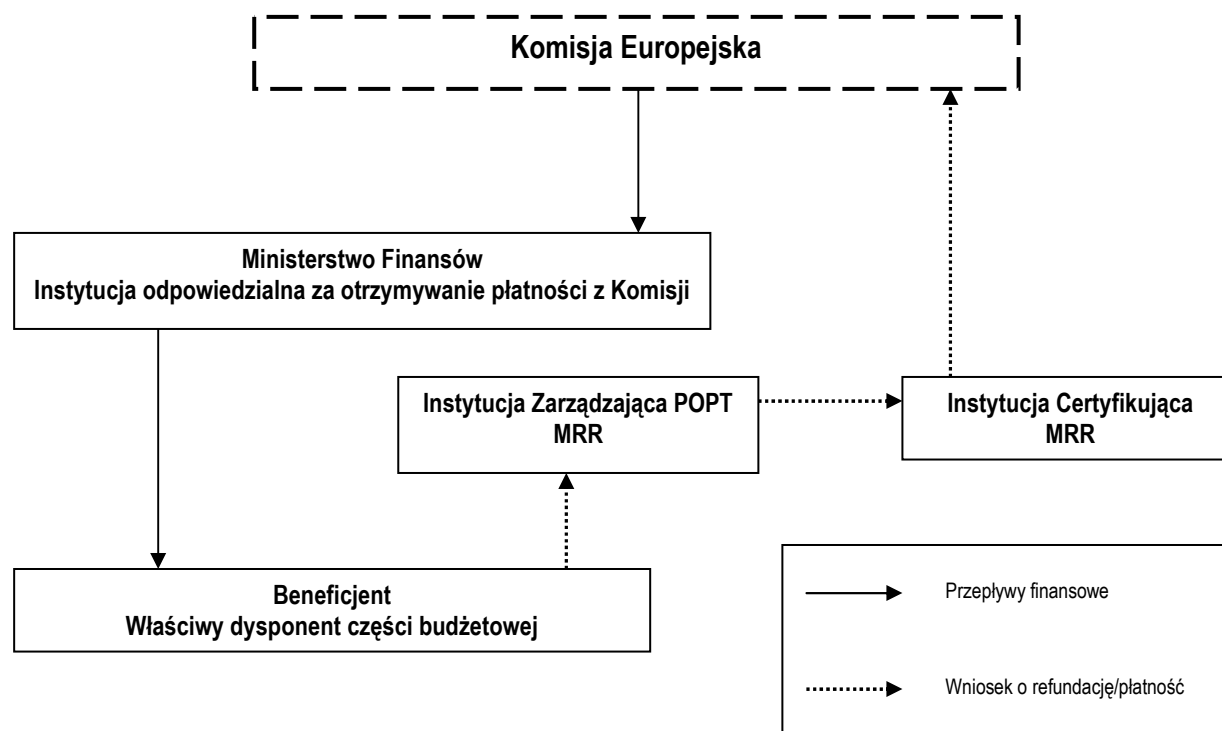 Komisja Europejska
Ministerstwo Finansów
Instytucja odpowiedzialna za otrzymywanie płatności z Komisji
Instytucja Zarządzająca POPT
MRR
Instytucja Certyfikująca
MRR
Beneficjent
Właściwy dysponent części budżetowej
Przepływy finansowe
Wniosek o refundację/płatność